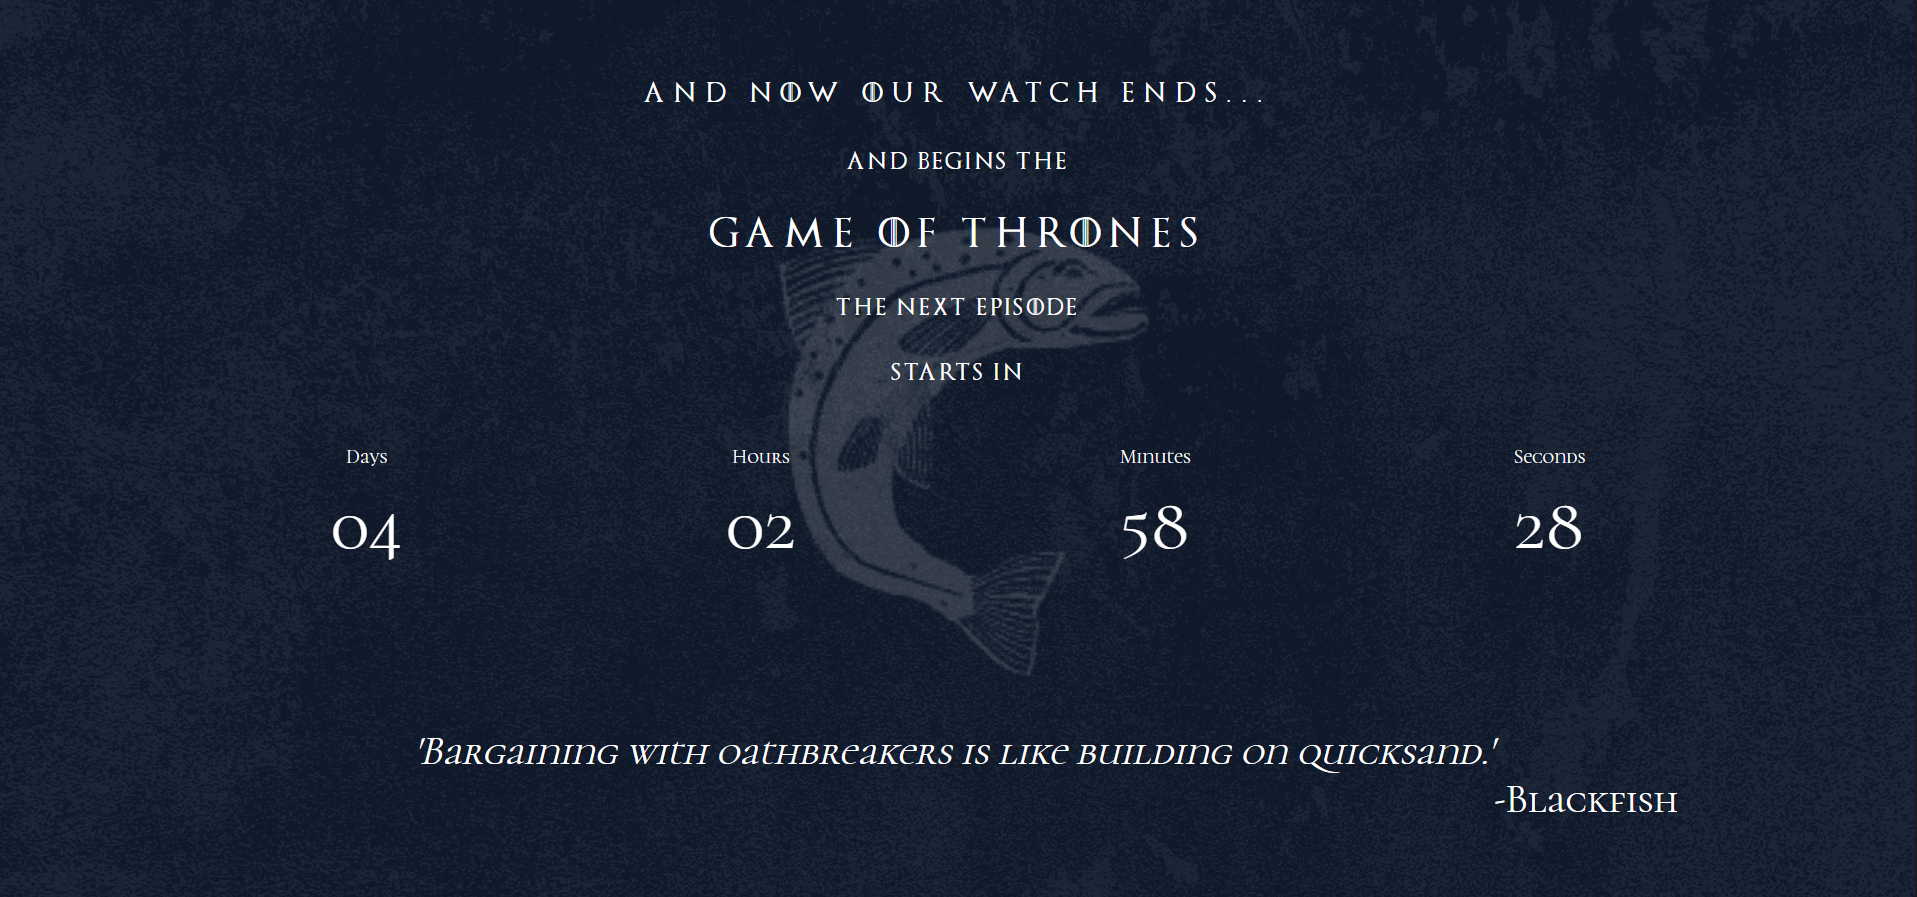 AND NOW OUR WATCH ENDS...
AND BEGINS THE
GAME OF THRONES
THE NEXT EPISODE
STARTS IN
Days Hours Minutes Seconds
04 02 58 28
'Bargaining with oathbreakers is like building on quicksand.'
-Blackfish